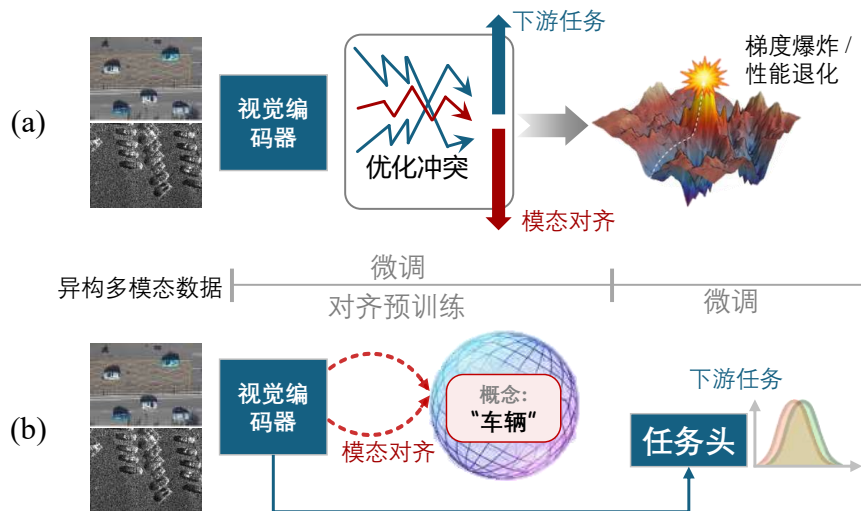 下游任务
梯度爆炸 /
性能退化
(a)
视觉编
码器
优化冲突
模态对齐
异构多模态数据
微调
对齐预训练
微调
(b)
视觉编
码器
模态对齐
概念:
“车辆”
下游任务
任务头